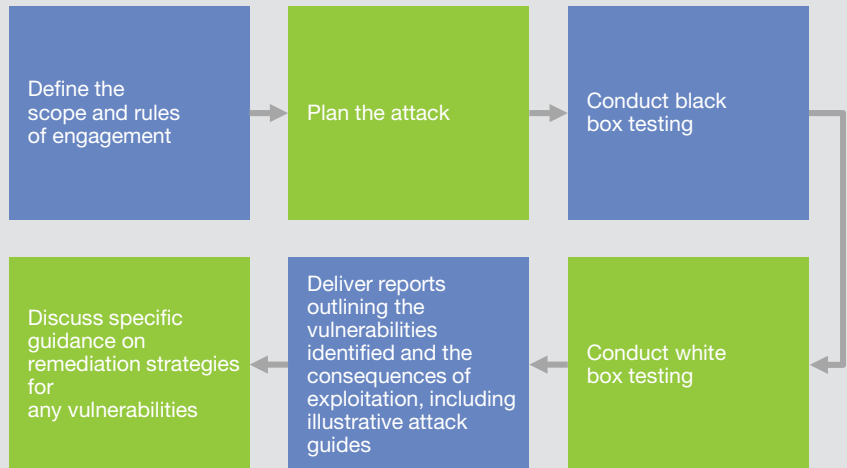 Define the
scope and rules
of engagement
Plan the attack
Conduct black
box testing
Conduct white
box testing
Deliver reports
outlining the
vulnerabilities
identified and the
consequences of
exploitation, including
illustrative attack
guides
Discuss specific
guidance on
remediation strategies
for
any vulnerabilities